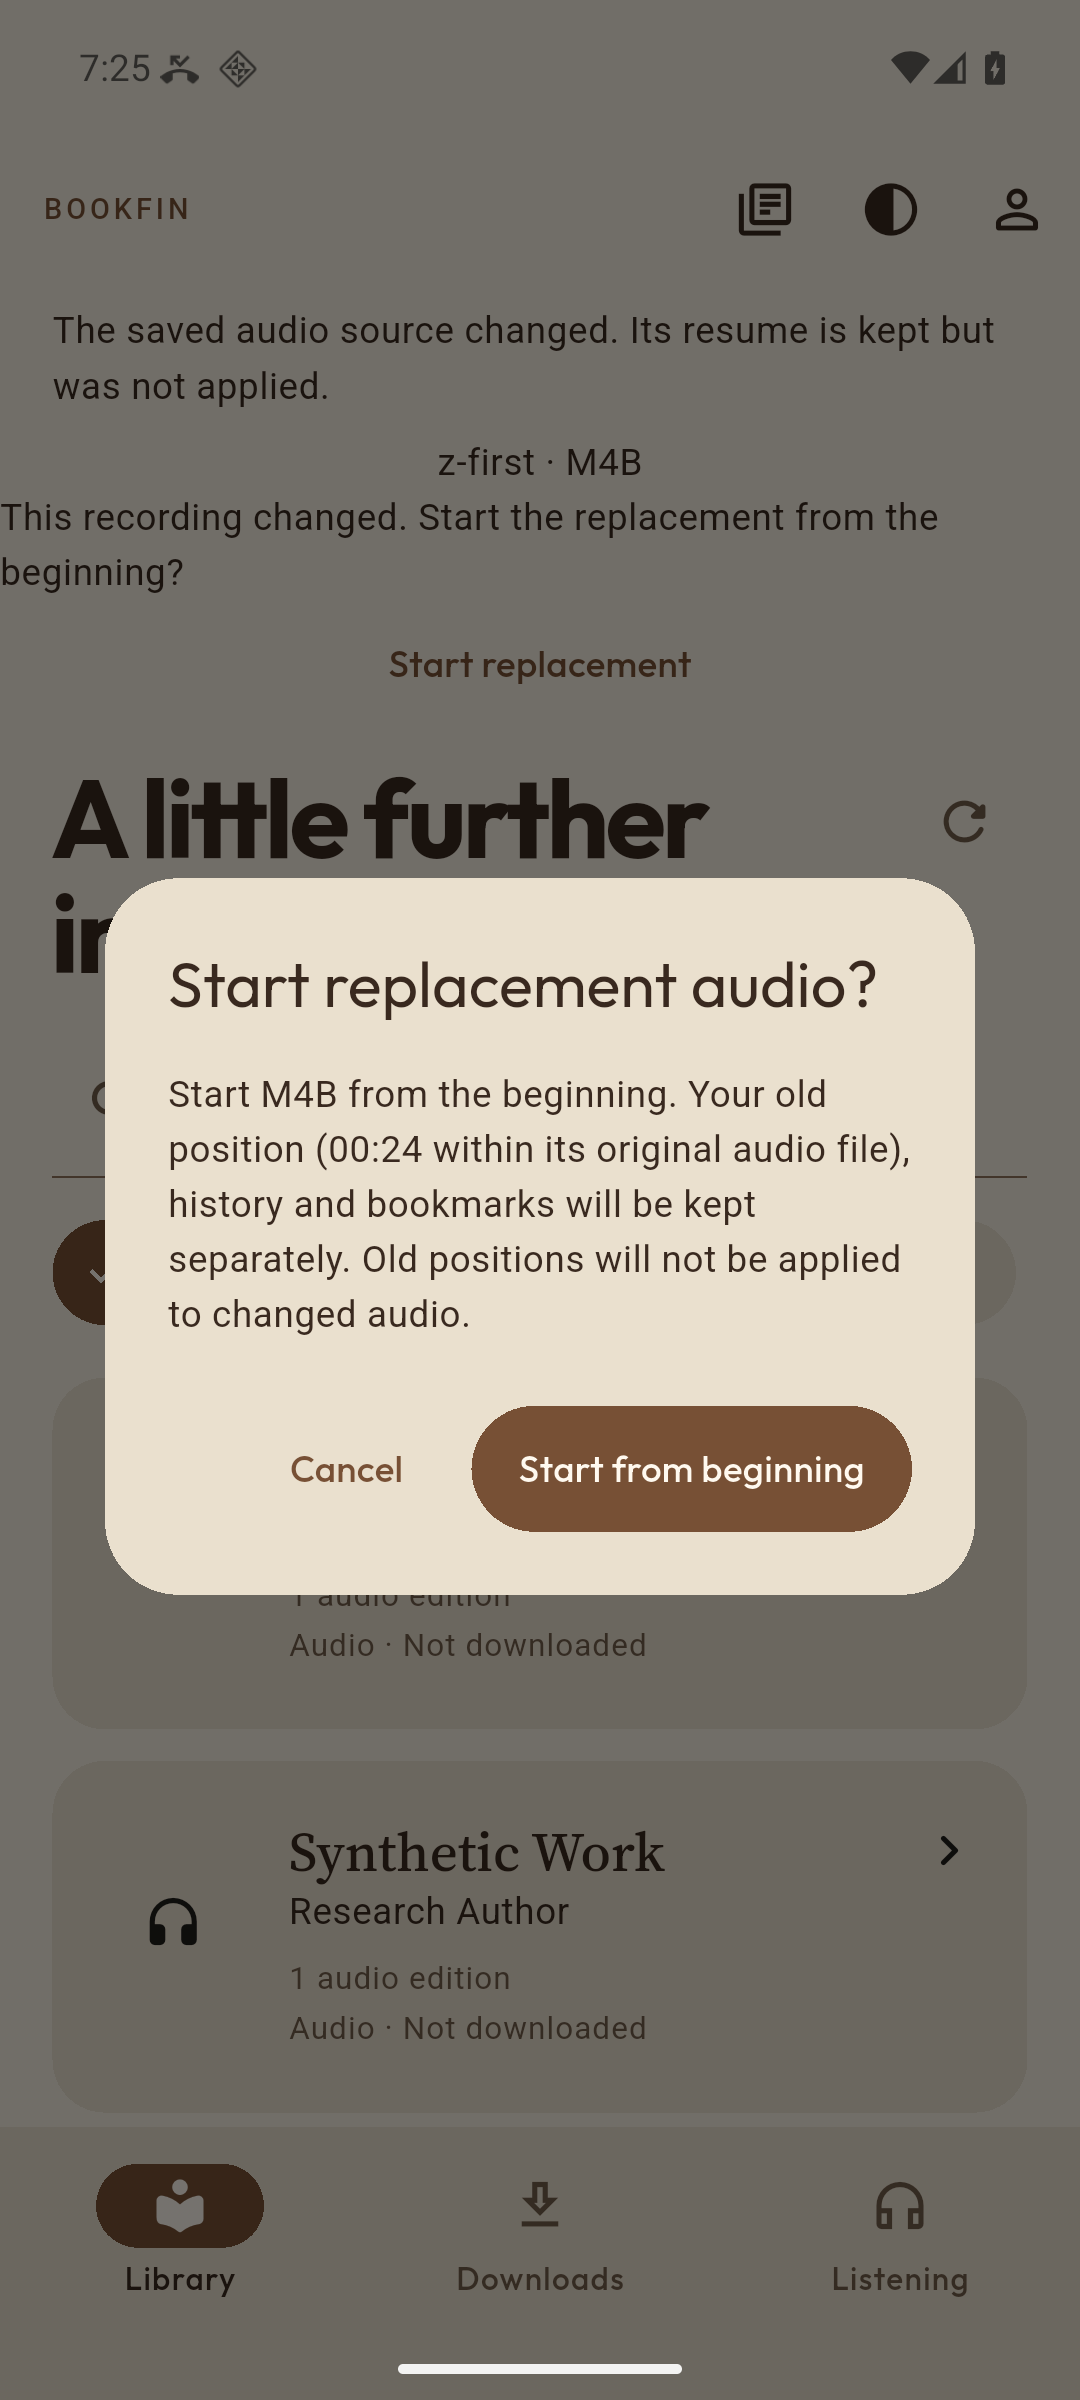 7:25
BOOKFIN
The saved audio source changed. Its resume is kept but
was not applied.
z-first · M4B
This recording changed. Start the replacement from the
beginning?
Start replacement
A little further
Start replacement audio?
Start M4B from the beginning. Your old
position (00:24 within its original audio file),
history and bookmarks will be kept
separately. Old positions will not be applied
to changed audio.
Cancel
Start from beginning
1 audio edition
Audio · Not downloaded
Synthetic Work
Research Author
1 audio edition
Audio · Not downloaded
Library
Downloads
Listening